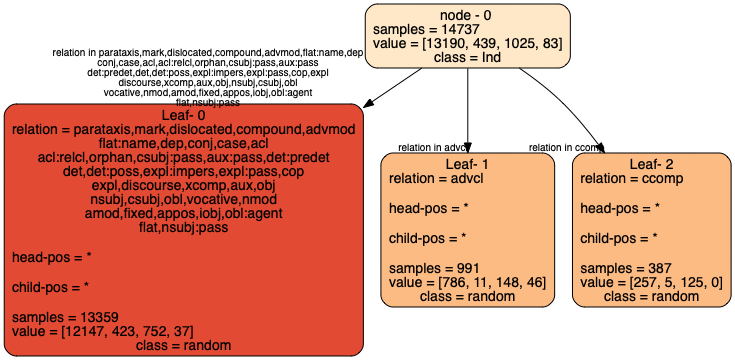 node - 0
samples = 14737
value = [13190, 439, 1025, 83]
class = Ind
relation in parataxis,mark,dislocated,compound,advmod,flat:name,dep
conj,case,acl,acl:relcl,orphan,csubj:pass,aux:pass
det:predet,det,det:poss,expl:impers,expl:pass,cop,expl
discourse,xcomp,aux,obj,nsubj,csubj,obl
vocative,nmod,amod,fixed,appos,iobj,obl:agent
flat,nsubj:pass
relation in advcl
relation in ccomp
Leaf- 0
relation = parataxis,mark,dislocated,compound,advmod
flat:name,dep,conj,case,acl
acl:relcl,orphan,csubj:pass,aux:pass,det:predet
det,det:poss,expl:impers,expl:pass,cop
expl,discourse,xcomp,aux,obj
nsubj,csubj,obl,vocative,nmod
amod,fixed,appos,iobj,obl:agent
flat,nsubj:pass
head-pos = *
child-pos = *
samples = 13359
value = [12147, 423, 752, 37]
class = random
Leaf- 1
relation = advcl
head-pos = *
child-pos = *
samples = 991
value = [786, 11, 148, 46]
class = random
Leaf- 2
relation = ccomp
head-pos = *
child-pos = *
samples = 387
value = [257, 5, 125, 0]
class = random